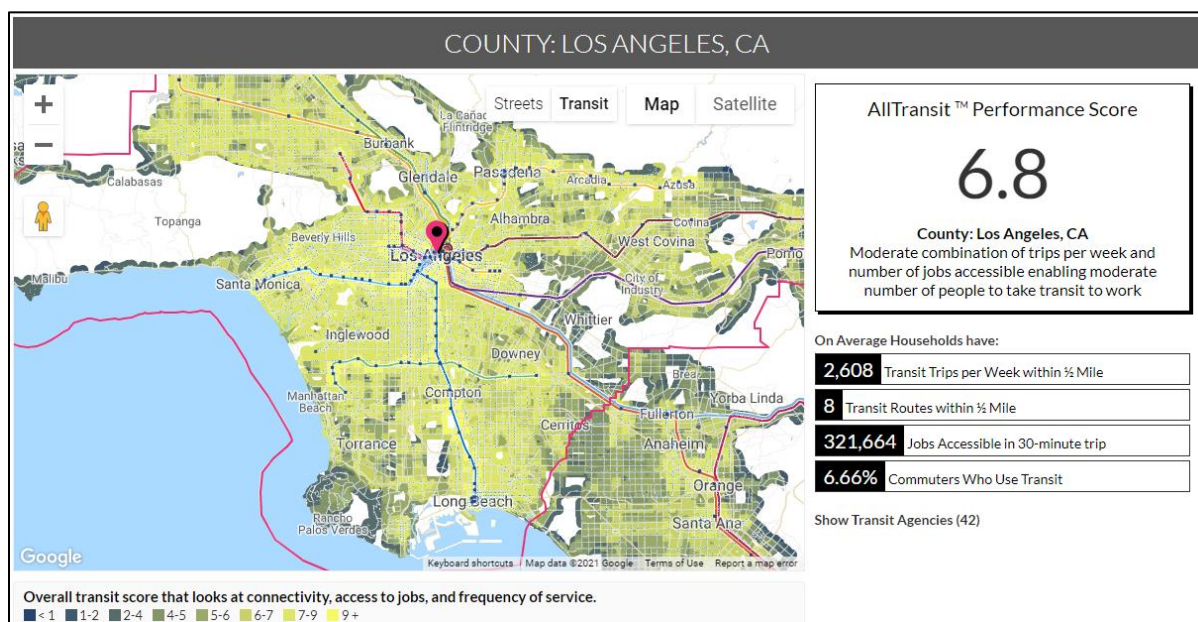 COUNTY: LOS ANGELES, CA
+
−
Streets Transit
Map Satellite
La Cañad
Flintridge
Burbank
Calabasas
Glendale
Pasadena
Arcadia
Azusa
Topanga
Alhambra
Covina
Beverly Hills
West Covina
Los Angeles
Pomo
Malibu
Santa Monica
City of
Industry
Whittier
Inglewood
Downey
Brea
Manhattan
Beach
Compton
Yorba Linda
Fullerton
Cerritos
Torrance
Anaheim
Orange
Long Beach
Rancho
Palos Verdes
Santa Ana
Google
Keyboard shortcuts Map data ©2021 Google Terms of Use Report a map error
Overall transit score that looks at connectivity, access to jobs, and frequency of service.
< 1 1-2 2-4 4-5 5-6 6-7 7-9 9 +
AllTransit ™ Performance Score
6.8
County: Los Angeles, CA
Moderate combination of trips per week and
number of jobs accessible enabling moderate
number of people to take transit to work
On Average Households have:
2,608 Transit Trips per Week within ½ Mile
8 Transit Routes within ½ Mile
321,664 Jobs Accessible in 30-minute trip
6.66% Commuters Who Use Transit
Show Transit Agencies (42)